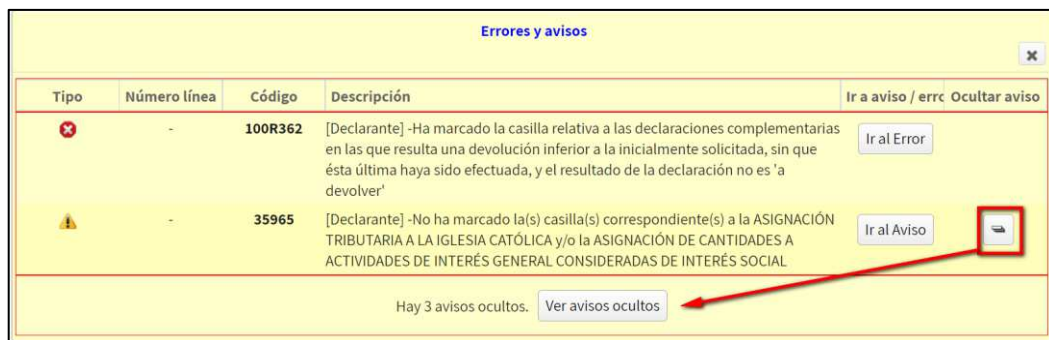 Errores y avisos
Tipo Número línea Código Descripción Ir a aviso / errc Ocultar aviso
- 100R362 [Declarante] -Ha marcado la casilla relativa a las declaraciones complementarias Ir al Error
en las que resulta una devolución inferior a la inicialmente solicitada, sin que
ésta última haya sido efectuada, y el resultado de la declaración no es 'a
devolver'
- 35965 [Declarante] -No ha marcado la(s) casilla(s) correspondiente(s) a la ASIGNACIÓN Ir al Aviso
TRIBUTARIA A LA IGLESIA CATÓLICA y/o la ASIGNACIÓN DE CANTIDADES A
ACTIVIDADES DE INTERÉS GENERAL CONSIDERADAS DE INTERÉS SOCIAL
Hay 3 avisos ocultos. Ver avisos ocultos